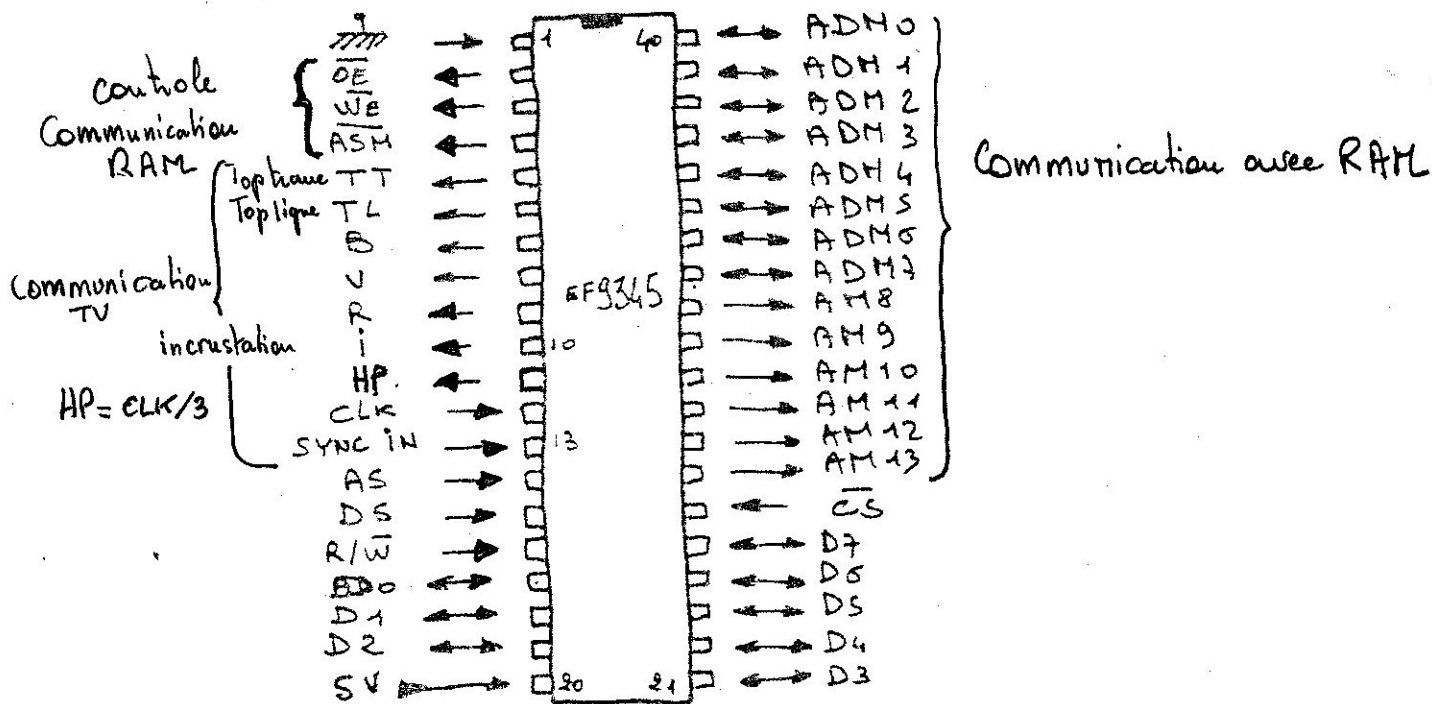 1 40 ADM0
OE ADM1
WE ADM2
ASM ADM3
controle
Communication
RAM
Top trame TT ADM4
Top ligne TL ADM5
B ADM6
V ADM7
communication
TV
R EF9345 AM8
incrustation i 10 AM9
HP. AM10
HP = CLK/3
CLK AM11
SYNC iN 13 AM12
AS AM13
Communication avec RAM
DS CS
R/W D7
D0 D6
D1 D5
D2 D4
5V 20 21 D3